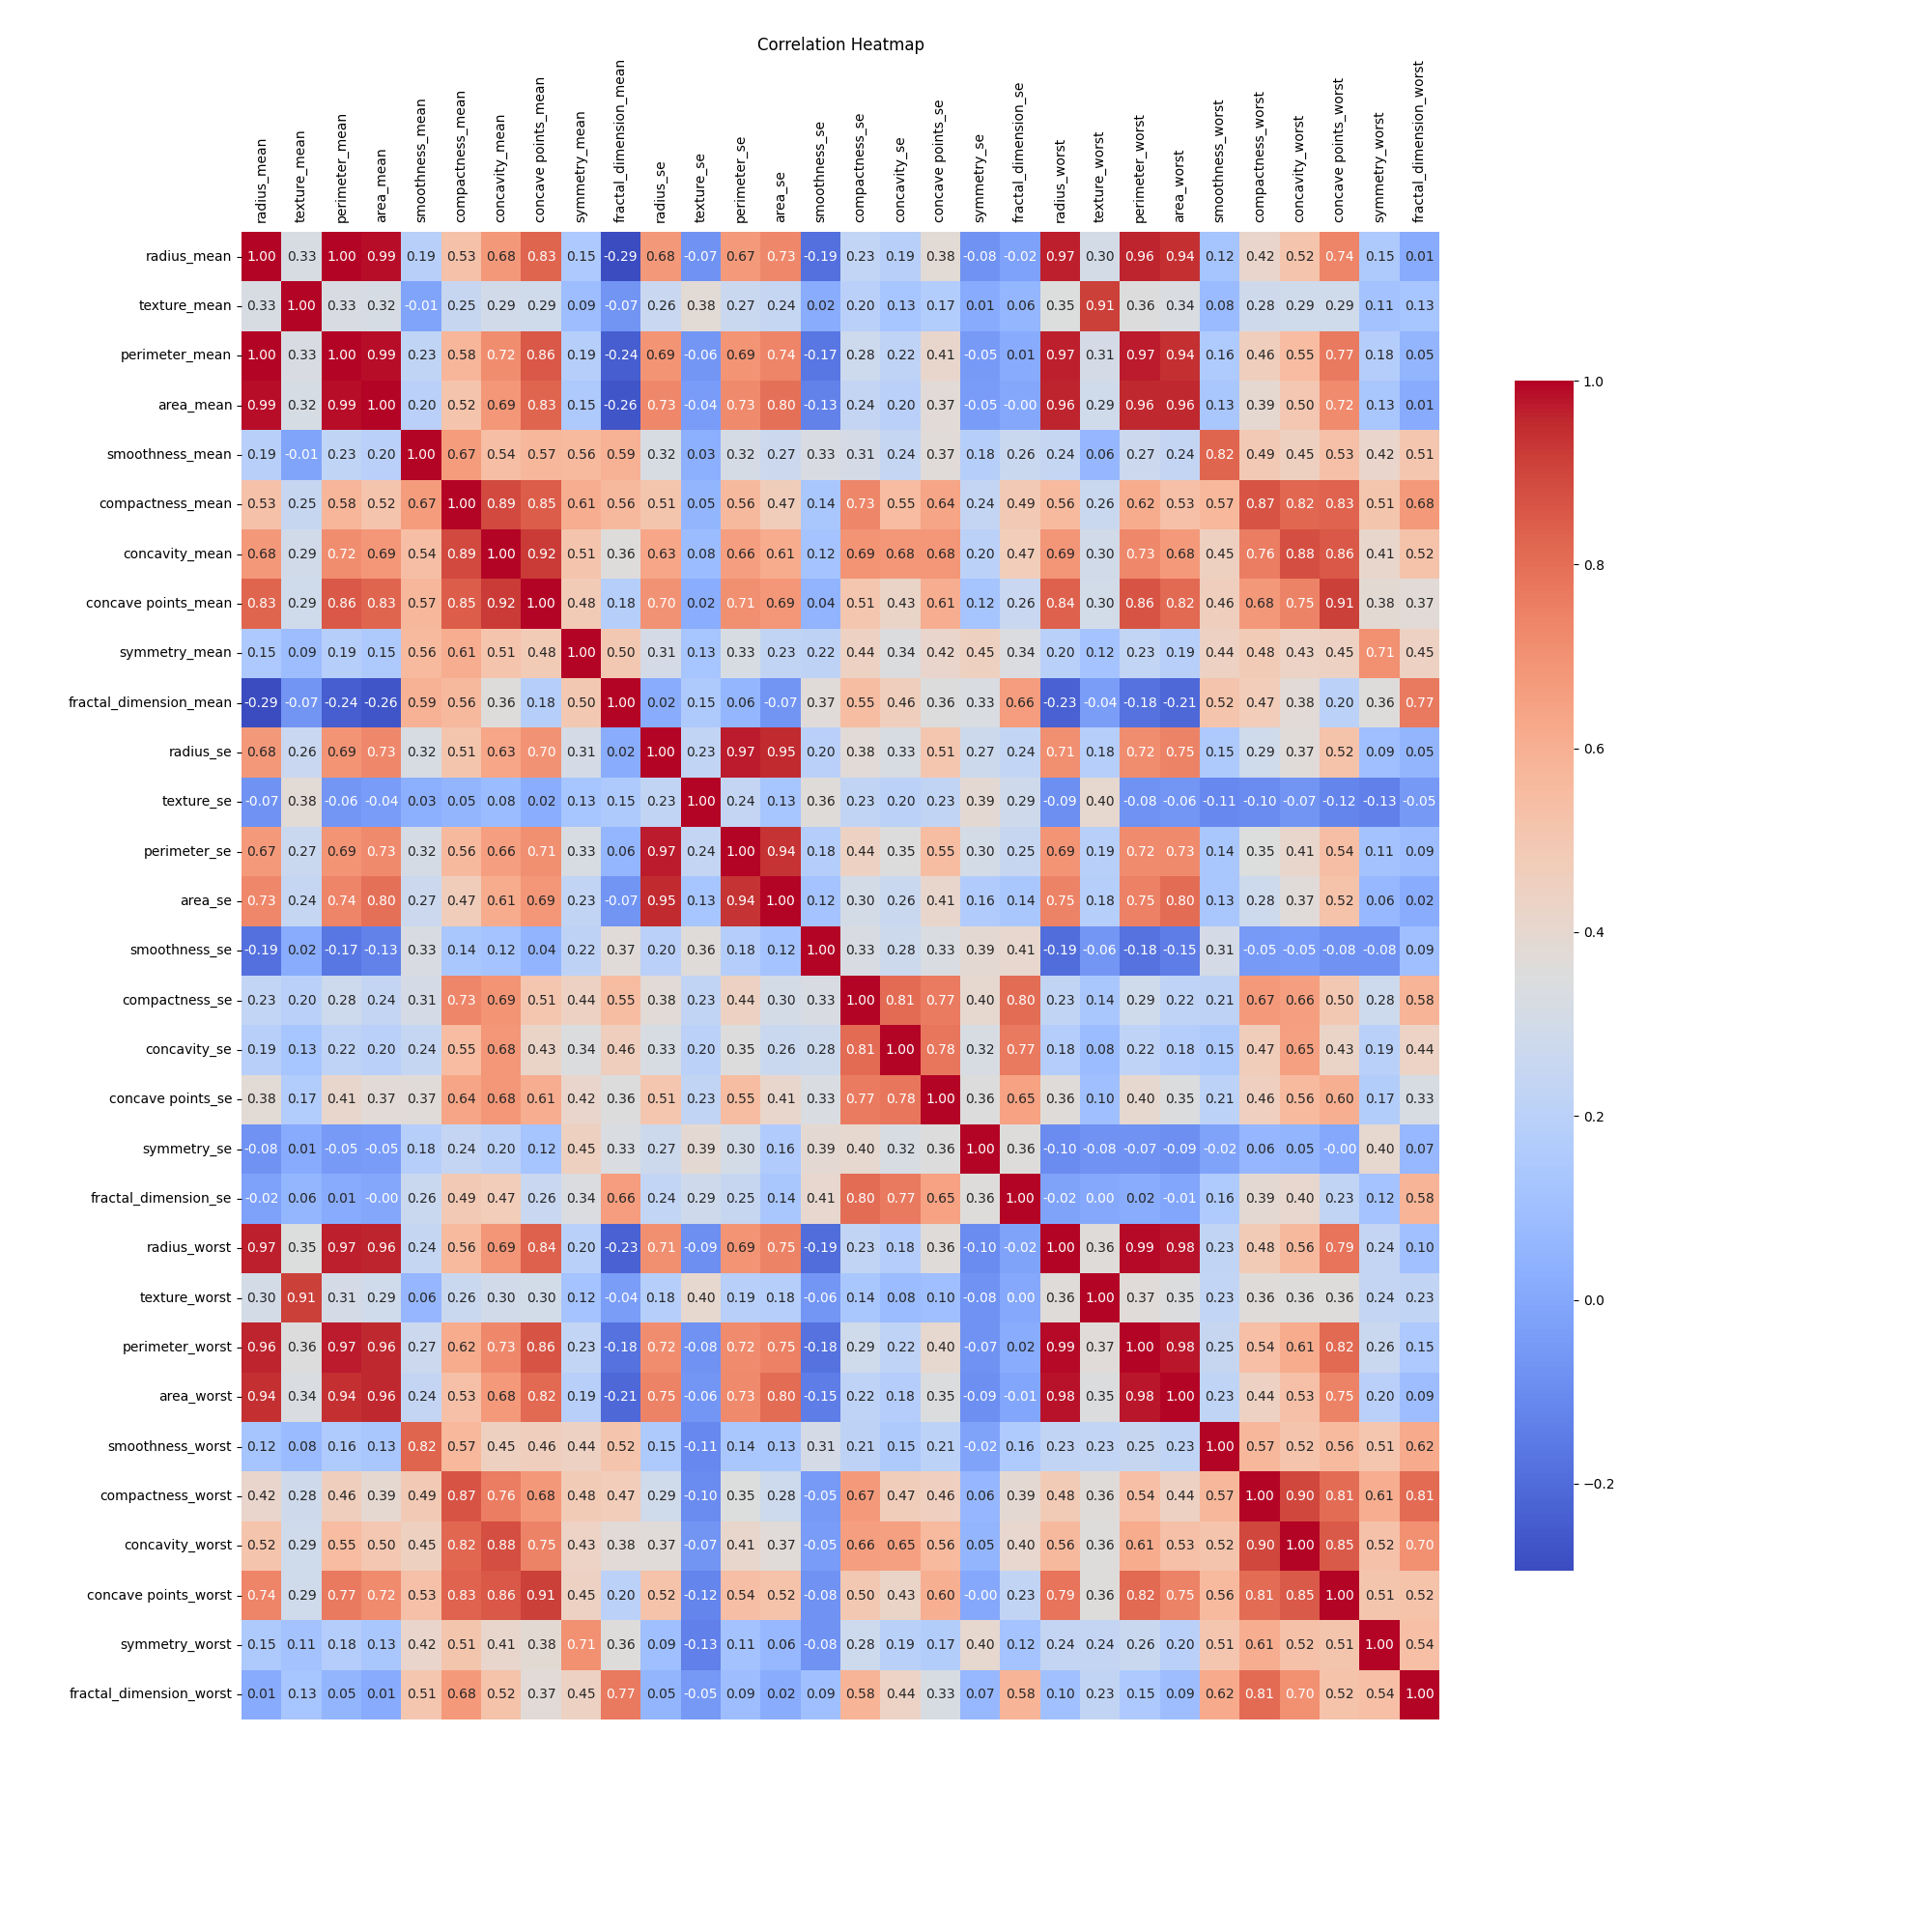 Correlation Heatmap
radius_mean texture_mean perimeter_mean area_mean smoothness_mean compactness_mean concavity_mean concave points_mean symmetry_mean fractal_dimension_mean radius_se texture_se perimeter_se area_se smoothness_se compactness_se concavity_se concave points_se symmetry_se fractal_dimension_se radius_worst texture_worst perimeter_worst area_worst smoothness_worst compactness_worst concavity_worst concave points_worst symmetry_worst fractal_dimension_worst
radius_mean 1.00 0.33 1.00 0.99 0.19 0.53 0.68 0.83 0.15 -0.29 0.68 -0.07 0.67 0.73 -0.19 0.23 0.19 0.38 -0.08 -0.02 0.97 0.30 0.96 0.94 0.12 0.42 0.52 0.74 0.15 0.01
texture_mean 0.33 1.00 0.33 0.32 -0.01 0.25 0.29 0.29 0.09 -0.07 0.26 0.38 0.27 0.24 0.02 0.20 0.13 0.17 0.01 0.06 0.35 0.91 0.36 0.34 0.08 0.28 0.29 0.29 0.11 0.13
perimeter_mean 1.00 0.33 1.00 0.99 0.23 0.58 0.72 0.86 0.19 -0.24 0.69 -0.06 0.69 0.74 -0.17 0.28 0.22 0.41 -0.05 0.01 0.97 0.31 0.97 0.94 0.16 0.46 0.55 0.77 0.18 0.05
area_mean 0.99 0.32 0.99 1.00 0.20 0.52 0.69 0.83 0.15 -0.26 0.73 -0.04 0.73 0.80 -0.13 0.24 0.20 0.37 -0.05 -0.00 0.96 0.29 0.96 0.96 0.13 0.39 0.50 0.72 0.13 0.01
smoothness_mean 0.19 -0.01 0.23 0.20 1.00 0.67 0.54 0.57 0.56 0.59 0.32 0.03 0.32 0.27 0.33 0.31 0.24 0.37 0.18 0.26 0.24 0.06 0.27 0.24 0.82 0.49 0.45 0.53 0.42 0.51
compactness_mean 0.53 0.25 0.58 0.52 0.67 1.00 0.89 0.85 0.61 0.56 0.51 0.05 0.56 0.47 0.14 0.73 0.55 0.64 0.24 0.49 0.56 0.26 0.62 0.53 0.57 0.87 0.82 0.83 0.51 0.68
concavity_mean 0.68 0.29 0.72 0.69 0.54 0.89 1.00 0.92 0.51 0.36 0.63 0.08 0.66 0.61 0.12 0.69 0.68 0.68 0.20 0.47 0.69 0.30 0.73 0.68 0.45 0.76 0.88 0.86 0.41 0.52
concave points_mean 0.83 0.29 0.86 0.83 0.57 0.85 0.92 1.00 0.48 0.18 0.70 0.02 0.71 0.69 0.04 0.51 0.43 0.61 0.12 0.26 0.84 0.30 0.86 0.82 0.46 0.68 0.75 0.91 0.38 0.37
symmetry_mean 0.15 0.09 0.19 0.15 0.56 0.61 0.51 0.48 1.00 0.50 0.31 0.13 0.33 0.23 0.22 0.44 0.34 0.42 0.45 0.34 0.20 0.12 0.23 0.19 0.44 0.48 0.43 0.45 0.71 0.45
fractal_dimension_mean -0.29 -0.07 -0.24 -0.26 0.59 0.56 0.36 0.18 0.50 1.00 0.02 0.15 0.06 -0.07 0.37 0.55 0.46 0.36 0.33 0.66 -0.23 -0.04 -0.18 -0.21 0.52 0.47 0.38 0.20 0.36 0.77
radius_se 0.68 0.26 0.69 0.73 0.32 0.51 0.63 0.70 0.31 0.02 1.00 0.23 0.97 0.95 0.20 0.38 0.33 0.51 0.27 0.24 0.71 0.18 0.72 0.75 0.15 0.29 0.37 0.52 0.09 0.05
texture_se -0.07 0.38 -0.06 -0.04 0.03 0.05 0.08 0.02 0.13 0.15 0.23 1.00 0.24 0.13 0.36 0.23 0.20 0.23 0.39 0.29 -0.09 0.40 -0.08 -0.06 -0.11 -0.10 -0.07 -0.12 -0.13 -0.05
perimeter_se 0.67 0.27 0.69 0.73 0.32 0.56 0.66 0.71 0.33 0.06 0.97 0.24 1.00 0.94 0.18 0.44 0.35 0.55 0.30 0.25 0.69 0.19 0.72 0.73 0.14 0.35 0.41 0.54 0.11 0.09
area_se 0.73 0.24 0.74 0.80 0.27 0.47 0.61 0.69 0.23 -0.07 0.95 0.13 0.94 1.00 0.12 0.30 0.26 0.41 0.16 0.14 0.75 0.18 0.75 0.80 0.13 0.28 0.37 0.52 0.06 0.02
smoothness_se -0.19 0.02 -0.17 -0.13 0.33 0.14 0.12 0.04 0.22 0.37 0.20 0.36 0.18 0.12 1.00 0.33 0.28 0.33 0.39 0.41 -0.19 -0.06 -0.18 -0.15 0.31 -0.05 -0.05 -0.08 -0.08 0.09
compactness_se 0.23 0.20 0.28 0.24 0.31 0.73 0.69 0.51 0.44 0.55 0.38 0.23 0.44 0.30 0.33 1.00 0.81 0.77 0.40 0.80 0.23 0.14 0.29 0.22 0.21 0.67 0.66 0.50 0.28 0.58
concavity_se 0.19 0.13 0.22 0.20 0.24 0.55 0.68 0.43 0.34 0.46 0.33 0.20 0.35 0.26 0.28 0.81 1.00 0.78 0.32 0.77 0.18 0.08 0.22 0.18 0.15 0.47 0.65 0.43 0.19 0.44
concave points_se 0.38 0.17 0.41 0.37 0.37 0.64 0.68 0.61 0.42 0.36 0.51 0.23 0.55 0.41 0.33 0.77 0.78 1.00 0.36 0.65 0.36 0.10 0.40 0.35 0.21 0.46 0.56 0.60 0.17 0.33
symmetry_se -0.08 0.01 -0.05 -0.05 0.18 0.24 0.20 0.12 0.45 0.33 0.27 0.39 0.30 0.16 0.39 0.40 0.32 0.36 1.00 0.36 -0.10 -0.08 -0.07 -0.09 -0.02 0.06 0.05 -0.00 0.40 0.07
fractal_dimension_se -0.02 0.06 0.01 -0.00 0.26 0.49 0.47 0.26 0.34 0.66 0.24 0.29 0.25 0.14 0.41 0.80 0.77 0.65 0.36 1.00 -0.02 0.00 0.02 -0.01 0.16 0.39 0.40 0.23 0.12 0.58
radius_worst 0.97 0.35 0.97 0.96 0.24 0.56 0.69 0.84 0.20 -0.23 0.71 -0.09 0.69 0.75 -0.19 0.23 0.18 0.36 -0.10 -0.02 1.00 0.36 0.99 0.98 0.23 0.48 0.56 0.79 0.24 0.10
texture_worst 0.30 0.91 0.31 0.29 0.06 0.26 0.30 0.30 0.12 -0.04 0.18 0.40 0.19 0.18 -0.06 0.14 0.08 0.10 -0.08 0.00 0.36 1.00 0.37 0.35 0.23 0.36 0.36 0.36 0.24 0.23
perimeter_worst 0.96 0.36 0.97 0.96 0.27 0.62 0.73 0.86 0.23 -0.18 0.72 -0.08 0.72 0.75 -0.18 0.29 0.22 0.40 -0.07 0.02 0.99 0.37 1.00 0.98 0.25 0.54 0.61 0.82 0.26 0.15
area_worst 0.94 0.34 0.94 0.96 0.24 0.53 0.68 0.82 0.19 -0.21 0.75 -0.06 0.73 0.80 -0.15 0.22 0.18 0.35 -0.09 -0.01 0.98 0.35 0.98 1.00 0.23 0.44 0.53 0.75 0.20 0.09
smoothness_worst 0.12 0.08 0.16 0.13 0.82 0.57 0.45 0.46 0.44 0.52 0.15 -0.11 0.14 0.13 0.31 0.21 0.15 0.21 -0.02 0.16 0.23 0.23 0.25 0.23 1.00 0.57 0.52 0.56 0.51 0.62
compactness_worst 0.42 0.28 0.46 0.39 0.49 0.87 0.76 0.68 0.48 0.47 0.29 -0.10 0.35 0.28 -0.05 0.67 0.47 0.46 0.06 0.39 0.48 0.36 0.54 0.44 0.57 1.00 0.90 0.81 0.61 0.81
concavity_worst 0.52 0.29 0.55 0.50 0.45 0.82 0.88 0.75 0.43 0.38 0.37 -0.07 0.41 0.37 -0.05 0.66 0.65 0.56 0.05 0.40 0.56 0.36 0.61 0.53 0.52 0.90 1.00 0.85 0.52 0.70
concave points_worst 0.74 0.29 0.77 0.72 0.53 0.83 0.86 0.91 0.45 0.20 0.52 -0.12 0.54 0.52 -0.08 0.50 0.43 0.60 -0.00 0.23 0.79 0.36 0.82 0.75 0.56 0.81 0.85 1.00 0.51 0.52
symmetry_worst 0.15 0.11 0.18 0.13 0.42 0.51 0.41 0.38 0.71 0.36 0.09 -0.13 0.11 0.06 -0.08 0.28 0.19 0.17 0.40 0.12 0.24 0.24 0.26 0.20 0.51 0.61 0.52 0.51 1.00 0.54
fractal_dimension_worst 0.01 0.13 0.05 0.01 0.51 0.68 0.52 0.37 0.45 0.77 0.05 -0.05 0.09 0.02 0.09 0.58 0.44 0.33 0.07 0.58 0.10 0.23 0.15 0.09 0.62 0.81 0.70 0.52 0.54 1.00
1.0
0.8
0.6
0.4
0.2
0.0
−0.2